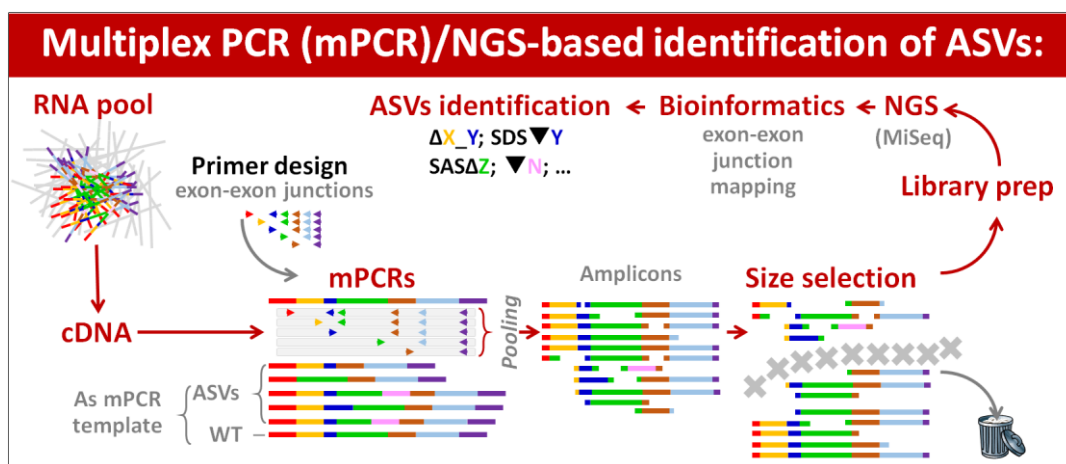 Multiplex PCR (mPCR)/NGS-based identification of ASVs:
RNA pool
ASVs identification
Bioinformatics
NGS
ΔX_Y; SDS▼Y
SASΔZ; ▼N; ...
exon-exon
junction
mapping
(MiSeq)
Primer design
exon-exon junctions
Library prep
mPCRs
Amplicons
Size selection
cDNA
Pooling
As mPCR
template
ASVs
WT